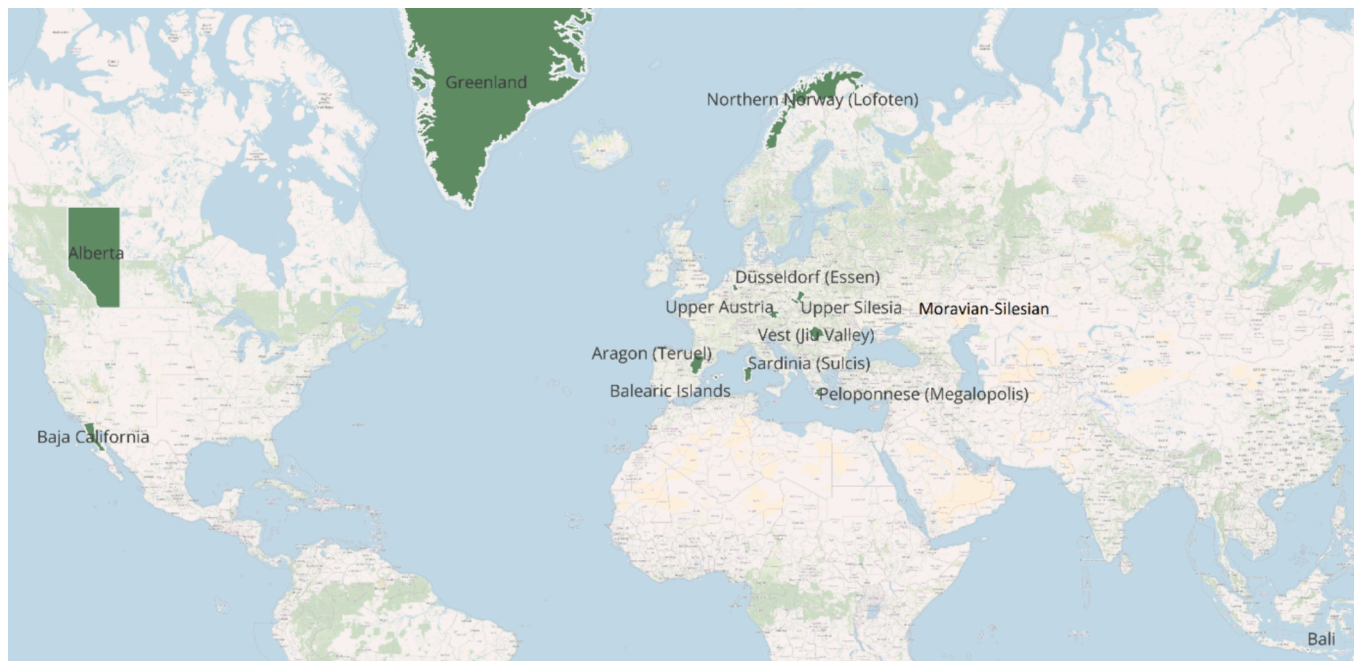 Greenland
Northern Norway (Lofoten)
Alberta
Düsseldorf (Essen)
Upper Austria
Upper Silesia
Moravian-Silesian
Vest (Jiu Valley)
Aragon (Teruel)
Sardinia (Sulcis)
Balearic Islands
Peloponnese (Megalopolis)
Baja California
Bali